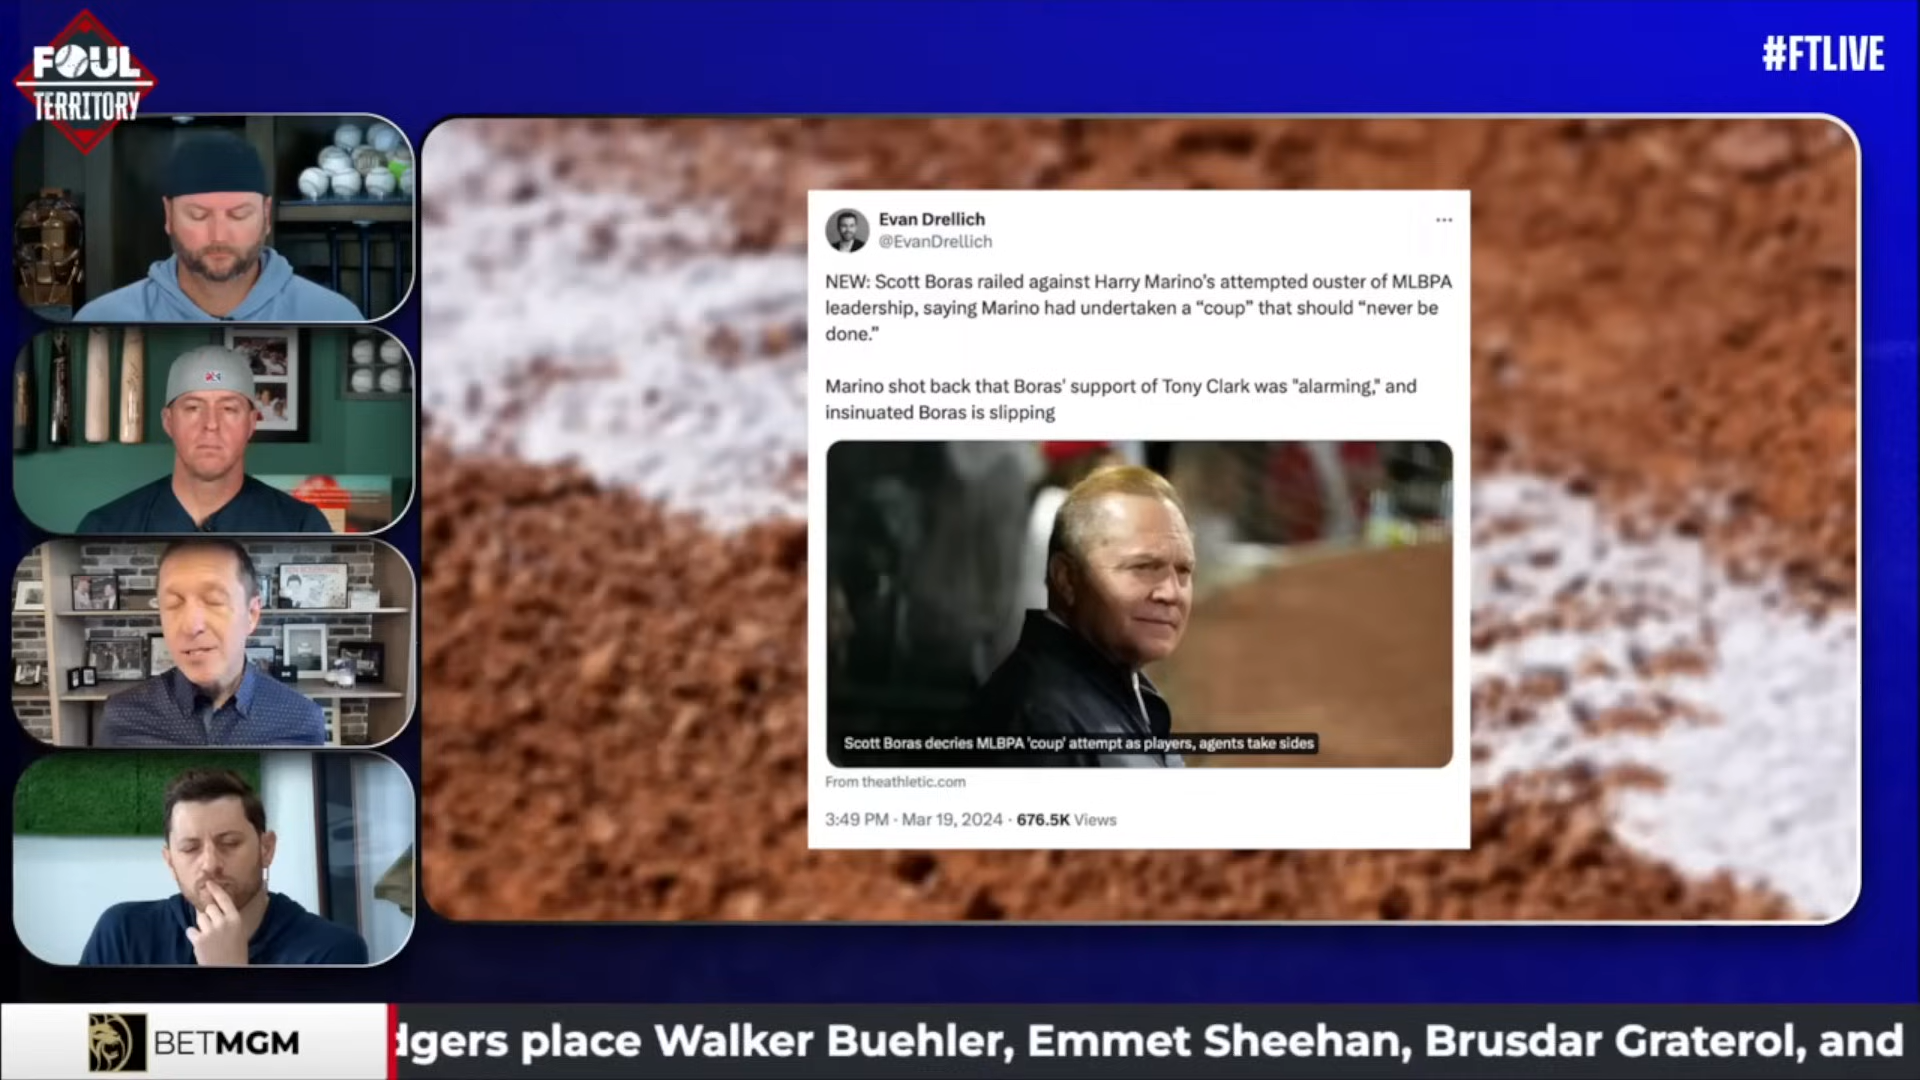 FOUL
TERRITORY
#FTLIVE
Evan Drellich
@EvanDrellich
NEW: Scott Boras railed against Harry Marino’s attempted ouster of MLBPA
leadership, saying Marino had undertaken a “coup” that should “never be
done.”
Marino shot back that Boras' support of Tony Clark was "alarming," and
insinuated Boras is slipping
Scott Boras decries MLBPA 'coup' attempt as players, agents take sides
From theathletic.com
3:49 PM · Mar 19, 2024 · 676.5K Views
BETMGM
dgers place Walker Buehler, Emmet Sheehan, Brusdar Graterol, and